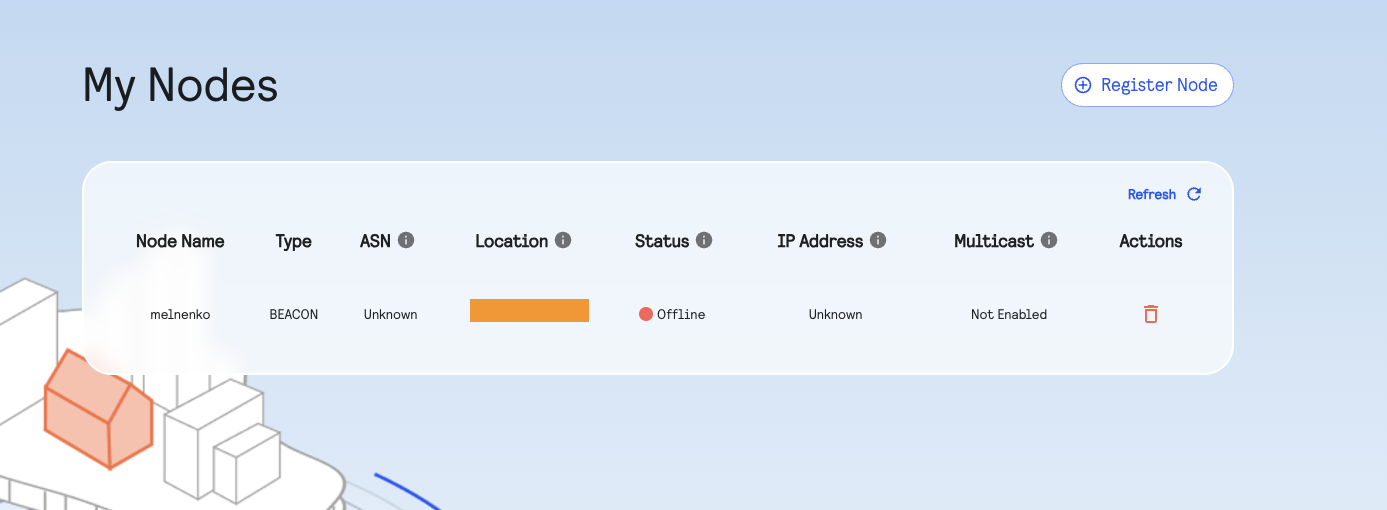 My Nodes
Register Node
Refresh
Node Name Type ASN Location Status IP Address Multicast Actions
melnenko BEACON Unknown Offline Unknown Not Enabled